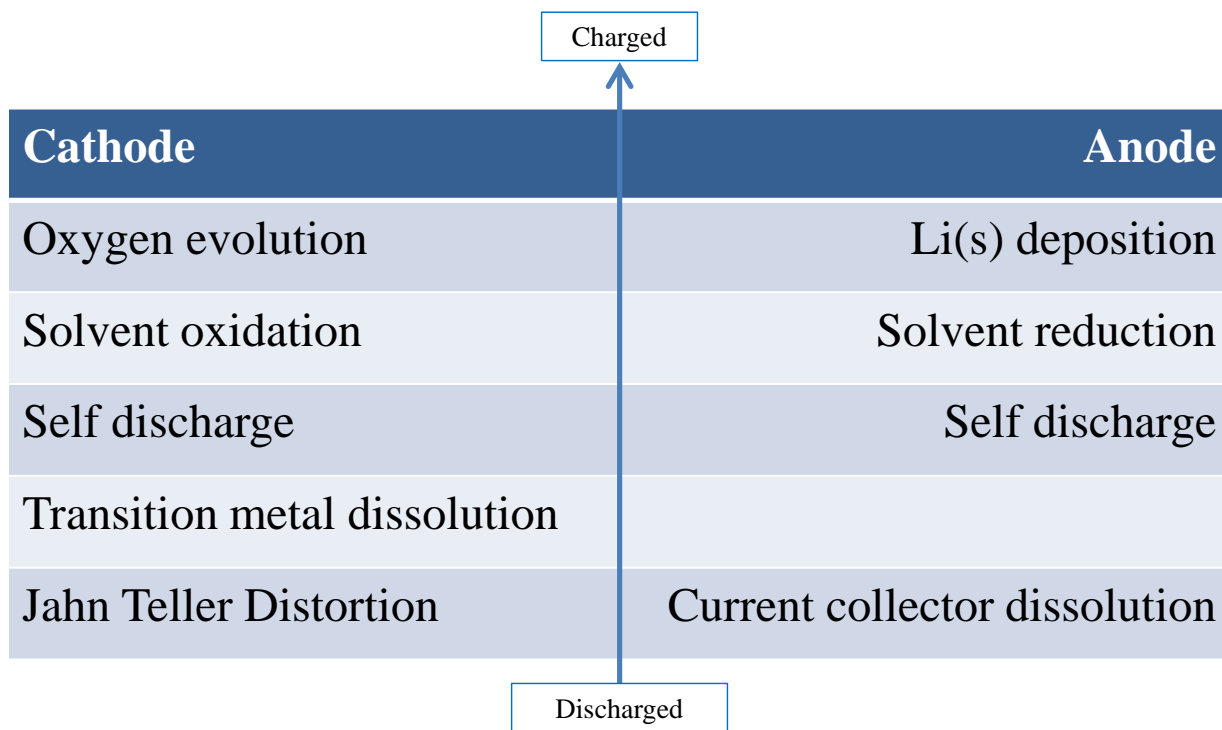 Charged
Cathode Anode
Oxygen evolution Li(s) deposition
Solvent oxidation Solvent reduction
Self discharge Self discharge
Transition metal dissolution
Jahn Teller Distortion Current collector dissolution
Discharged